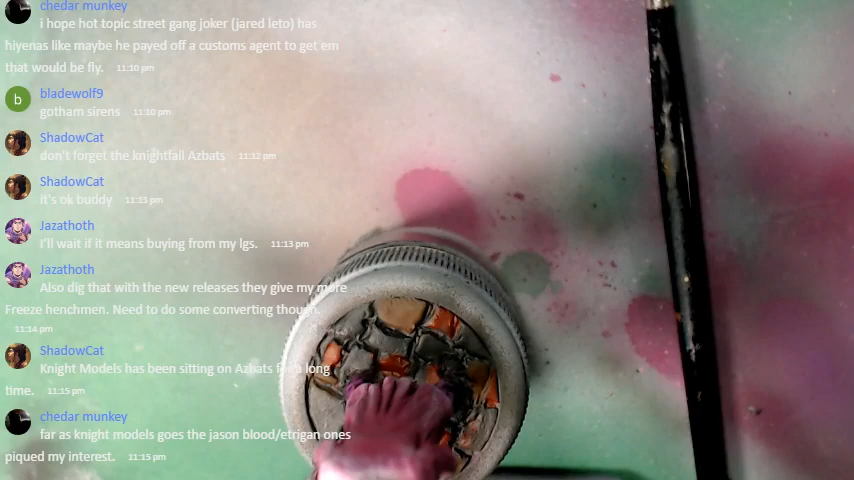 chedar munkey
i hope hot topic street gang joker (jared leto) has
hiyenas like maybe he payed off a customs agent to get em
that would be fly. 11:10 pm
b bladewolf9
gotham sirens 11:10 pm
ShadowCat
don't forget the knightfall Azbats 11:12 pm
ShadowCat
it's ok buddy 11:13 pm
Jazathoth
I'll wait if it means buying from my lgs. 11:13 pm
Jazathoth
Also dig that with the new releases they give my more
Freeze henchmen. Need to do some converting though.
11:14 pm
ShadowCat
Knight Models has been sitting on Azbats for a long
time. 11:15 pm
chedar munkey
far as knight models goes the jason blood/etrigan ones
piqued my interest. 11:15 pm